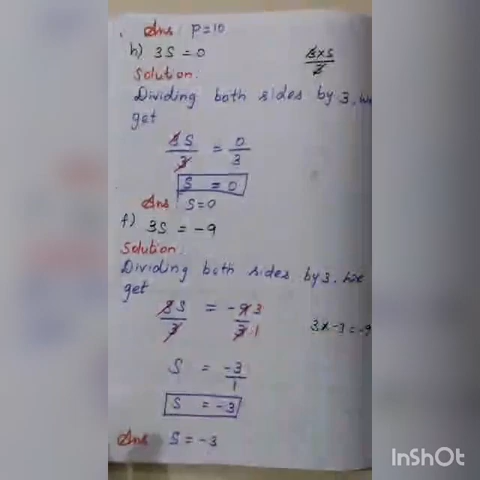 Ans: P=10
h) 3S = 0
3×S
3
Solution.
Dividing both sides by 3, we
get
3S = 0
3 3
S = 0
Ans: S=0
f) 3S = -9
Solution.
Dividing both sides by 3, we
get
3S = -9 3
3 3 1
3×-3=-9
S = -3
1
S = -3
Ans S = -3
InShOt